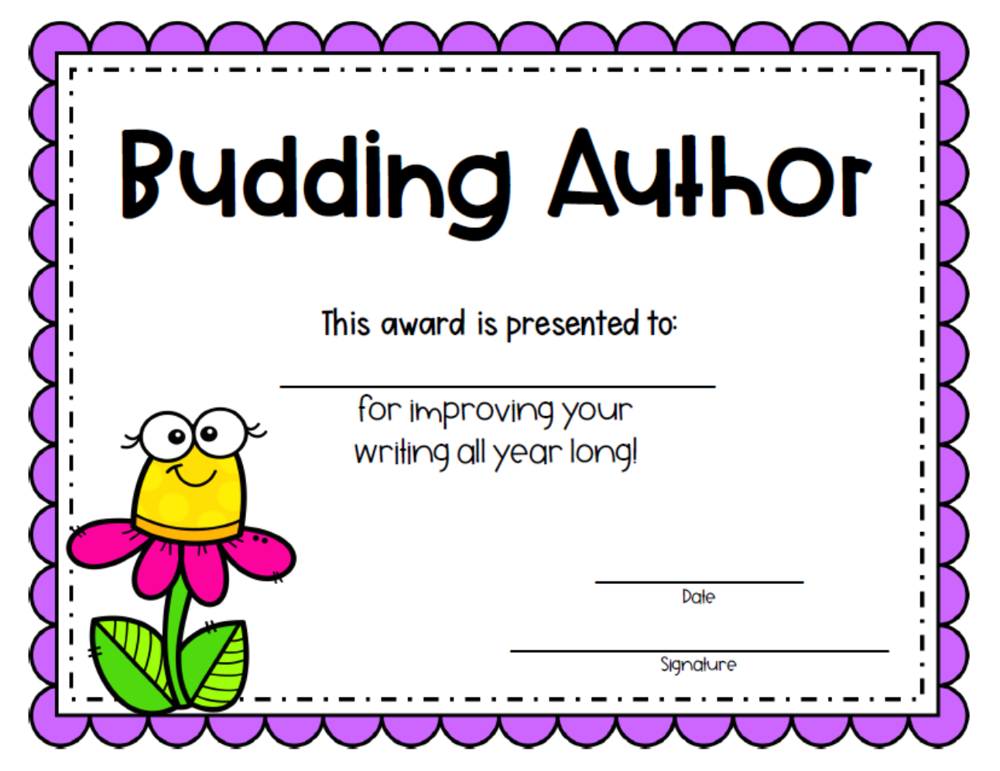 Budding Author
This award is presented to:
for improving your
writing all year long!
Date
Signature